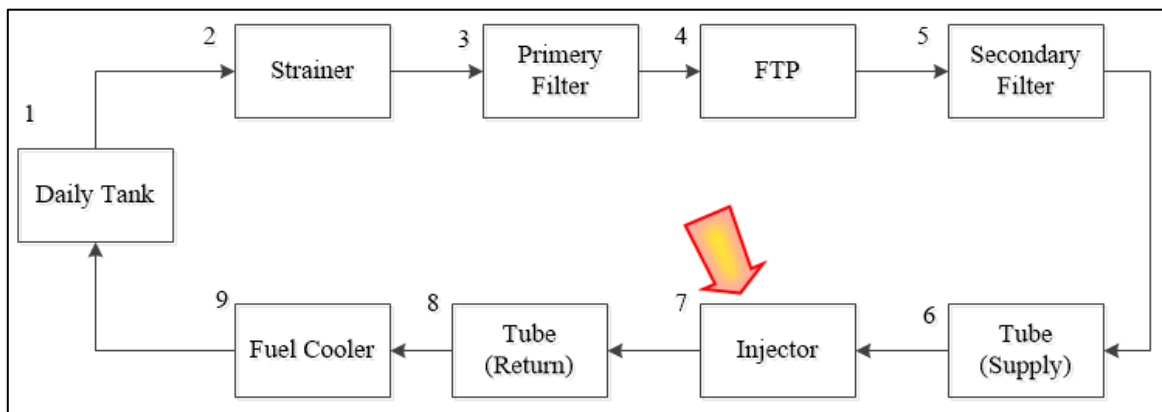 1
Daily Tank
2
Strainer
3
Primery
Filter
4
FTP
5
Secondary
Filter
6
Tube
(Supply)
7
Injector
8
Tube
(Return)
9
Fuel Cooler